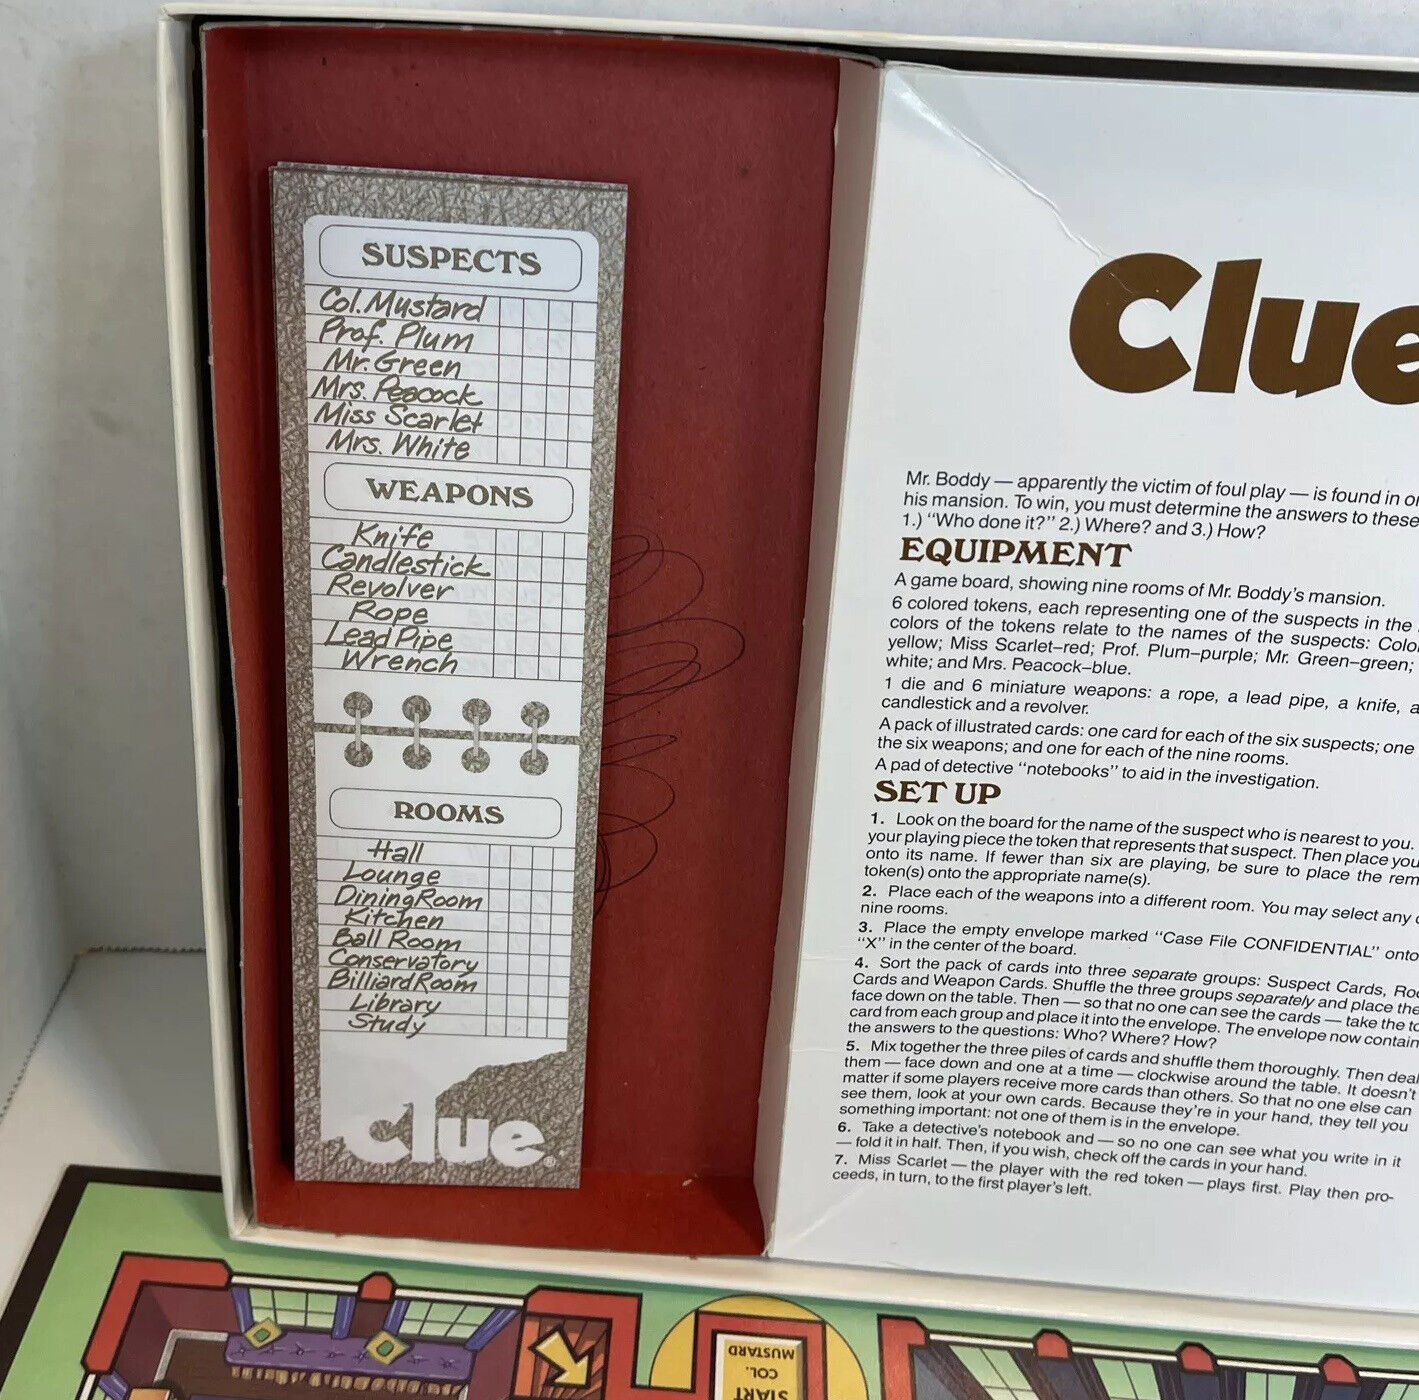 SUSPECTS
Col. Mustard
Prof. Plum
Mr. Green
Mrs. Peacock
Miss Scarlet
Mrs. White
WEAPONS
Knife
Candlestick
Revolver
Rope
Lead Pipe
Wrench
ROOMS
Hall
Lounge
Dining Room
Kitchen
Ball Room
Conservatory
Billiard Room
Library
Study
Clue®
Clue
Mr. Boddy — apparently the victim of foul play — is found in
his mansion. To win, you must determine the answers to these
1.) "Who done it?" 2.) Where? and 3.) How?
EQUIPMENT
A game board, showing nine rooms of Mr. Boddy's mansion.
6 colored tokens, each representing one of the suspects in the
colors of the tokens relate to the names of the suspects:
yellow; Miss Scarlet–red; Prof. Plum–purple; Mr. Green–green;
white; and Mrs. Peacock–blue.
1 die and 6 miniature weapons: a rope, a lead pipe, a knife, a
candlestick and a revolver.
A pack of illustrated cards: one card for each of the six suspects; one
the six weapons; and one for each of the nine rooms.
A pad of detective "notebooks" to aid in the investigation.
SET UP
1. Look on the board for the name of the suspect who is nearest to you.
your playing piece the token that represents that suspect. Then place you
onto its name. If fewer than six are playing, be sure to place the rem
token(s) onto the appropriate name(s).
2. Place each of the weapons into a different room. You may select any
nine rooms.
3. Place the empty envelope marked "Case File CONFIDENTIAL" onto
"X" in the center of the board.
4. Sort the pack of cards into three separate groups: Suspect Cards, Roo
Cards and Weapon Cards. Shuffle the three groups separately and place the
face down on the table. Then — so that no one can see the cards — take the to
card from each group and place it into the envelope. The envelope now contain
the answers to the questions: Who? Where? How?
5. Mix together the three piles of cards and shuffle them thoroughly. Then deal
them — face down and one at a time — clockwise around the table. It doesn't
matter if some players receive more cards than others. So that no one else can
see them, look at your own cards. Because they're in your hand, they tell you
something important: not one of them is in the envelope.
6. Take a detective's notebook and — so no one can see what you write in it
— fold it in half. Then, if you wish, check off the cards in your hand.
7. Miss Scarlet — the player with the red token — plays first. Play then pro-
ceeds, in turn, to the first player's left.
START
COL.
MUSTARD